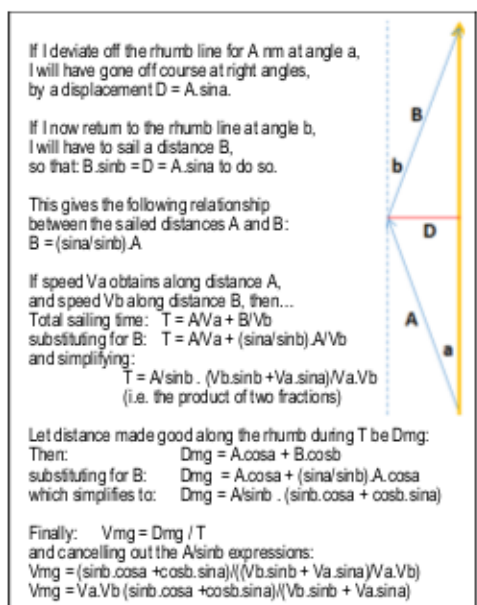 If I deviate off the rhumb line for A nm at angle a,
I will have gone off course at right angles,
by a displacement D = A.sina.
If I now return to the rhumb line at angle b,
I will have to sail a distance B,
so that: B.sinb = D = A.sina to do so.
This gives the following relationship
between the sailed distances A and B:
B = (sina/sinb).A
If speed Va obtains along distance A,
and speed Vb along distance B, then...
Total sailing time: T = A/Va + B/Vb
substituting for B: T = A/Va + (sina/sinb).A/Vb
and simplifying:
T = A/sinb . (Vb.sinb +Va.sina)/Va.Vb
(i.e. the product of two fractions)
Let distance made good along the rhumb during T be Dmg:
Then: Dmg = A.cosa + B.cosb
substituting for B: Dmg = A.cosa + (sina/sinb).A.cosa
which simplifies to: Dmg = A/sinb . (sinb.cosa + cosb.sina)
Finally: Vmg = Dmg / T
and cancelling out the A/sinb expressions:
Vmg = (sinb.cosa +cosb.sina)/((Vb.sinb + Va.sina)/Va.Vb)
Vmg = Va.Vb (sinb.cosa +cosb.sina)/(Vb.sinb + Va.sina)
B
b
D
A
a